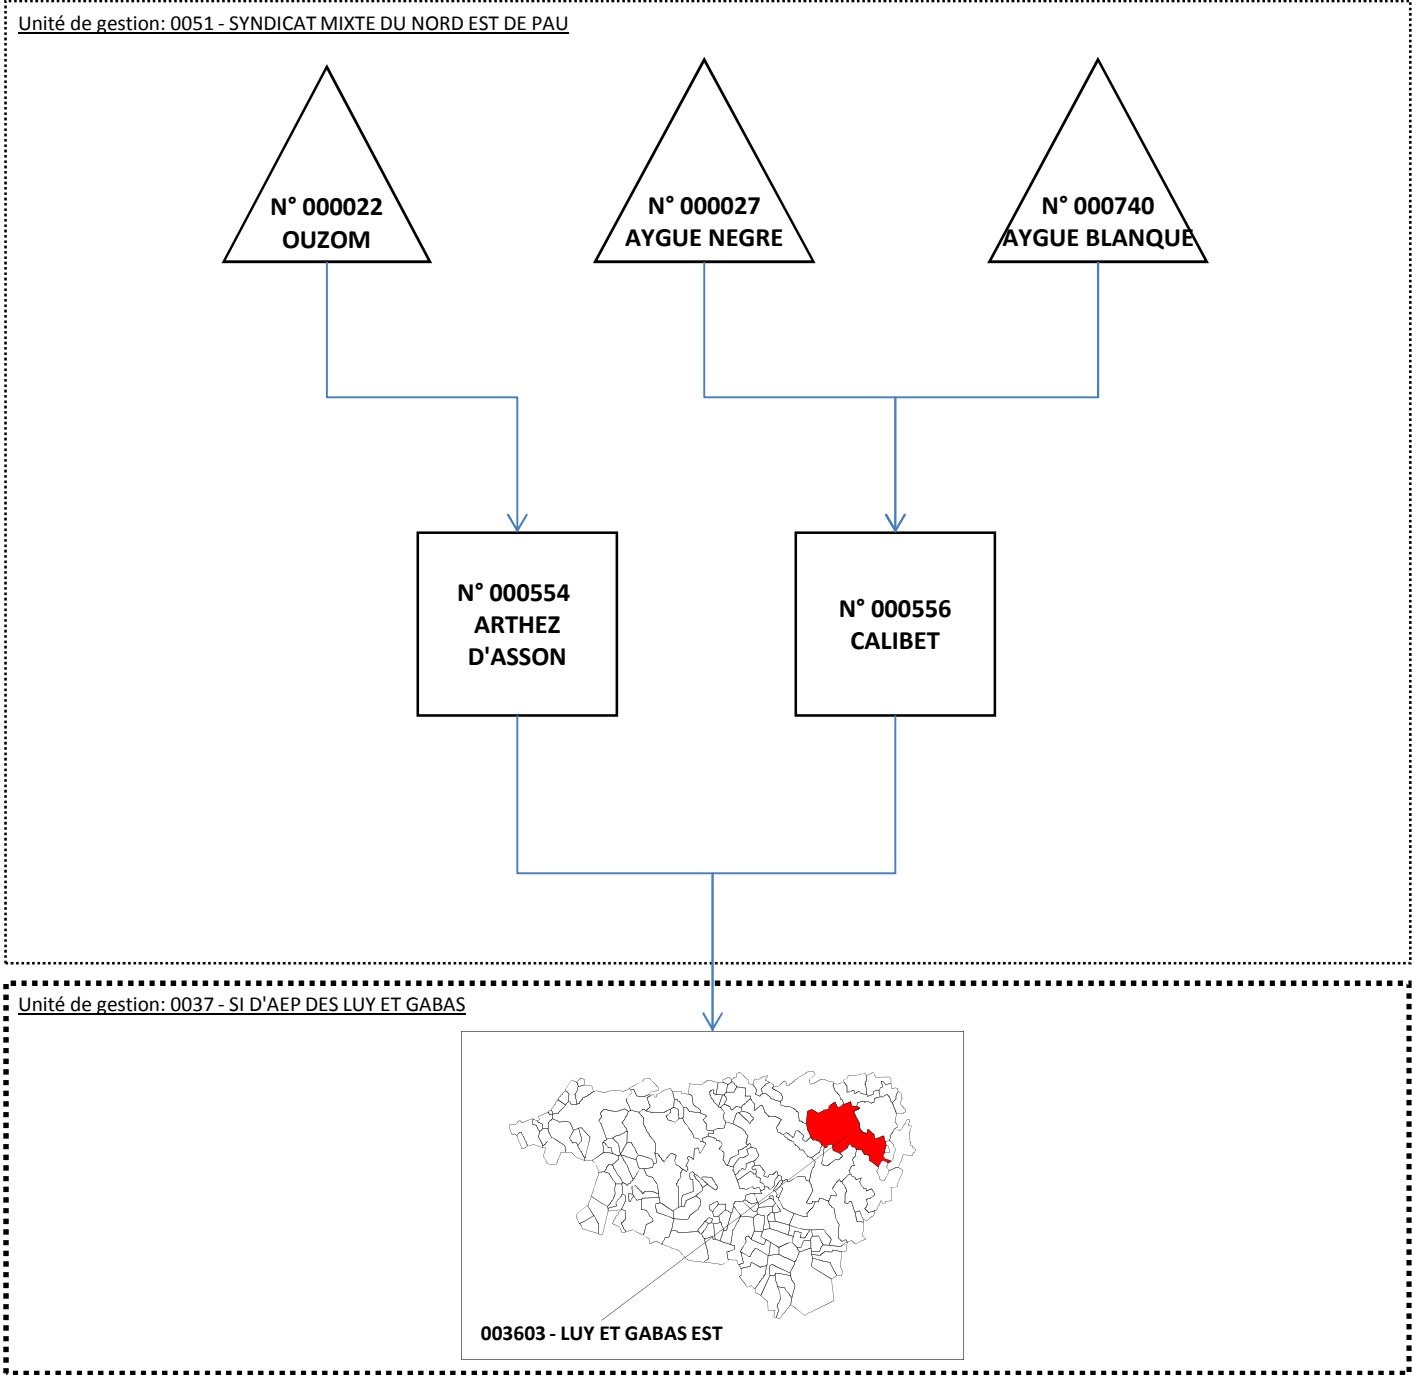 Unité de gestion: 0051 - SYNDICAT MIXTE DU NORD EST DE PAU
N° 000022
OUZOM
N° 000027
AYGUE NEGRE
N° 000740
AYGUE BLANQUE
N° 000554
ARTHEZ
D'ASSON
N° 000556
CALIBET
Unité de gestion: 0037 - SI D'AEP DES LUY ET GABAS
003603 - LUY ET GABAS EST